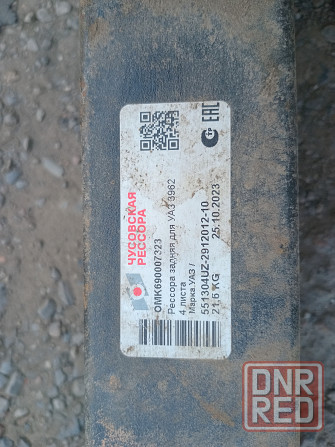 ЧУСОВСКАЯ
РЕССОРА
OMK690007323
Рессора задняя для УАЗ 3962
4 листа
Марка УАЗ /
551304UZ-2912012-10
21,6 KG
25.10.2023
EAC
DNR
RED